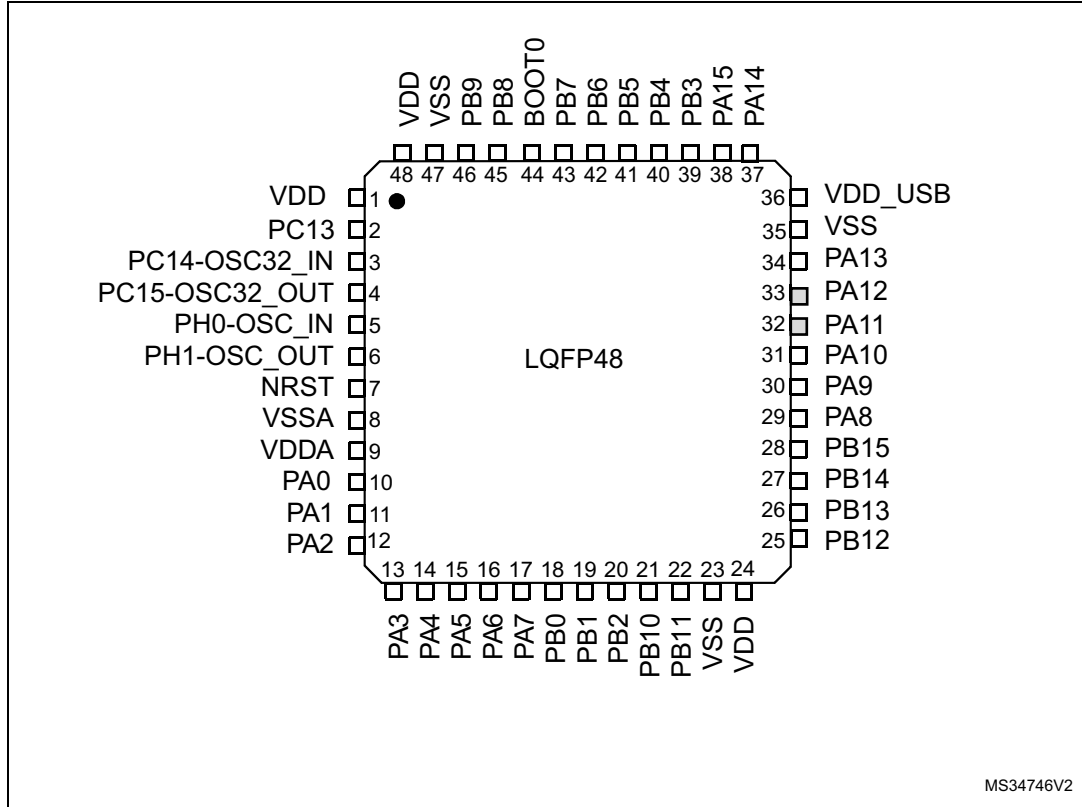 VDD
VSS
PB9
PB8
BOOT0
PB7
PB6
PB5
PB4
PB3
PA15
PA14
48 47 46 45 44 43 42 41 40 39 38 37
VDD 1
PC13 2
PC14-OSC32_IN 3
PC15-OSC32_OUT 4
PH0-OSC_IN 5
PH1-OSC_OUT 6
NRST 7
VSSA 8
VDDA 9
PA0 10
PA1 11
PA2 12
LQFP48
36 VDD_USB
35 VSS
34 PA13
33 PA12
32 PA11
31 PA10
30 PA9
29 PA8
28 PB15
27 PB14
26 PB13
25 PB12
13 14 15 16 17 18 19 20 21 22 23 24
PA3
PA4
PA5
PA6
PA7
PB0
PB1
PB2
PB10
PB11
VSS
VDD
MS34746V2